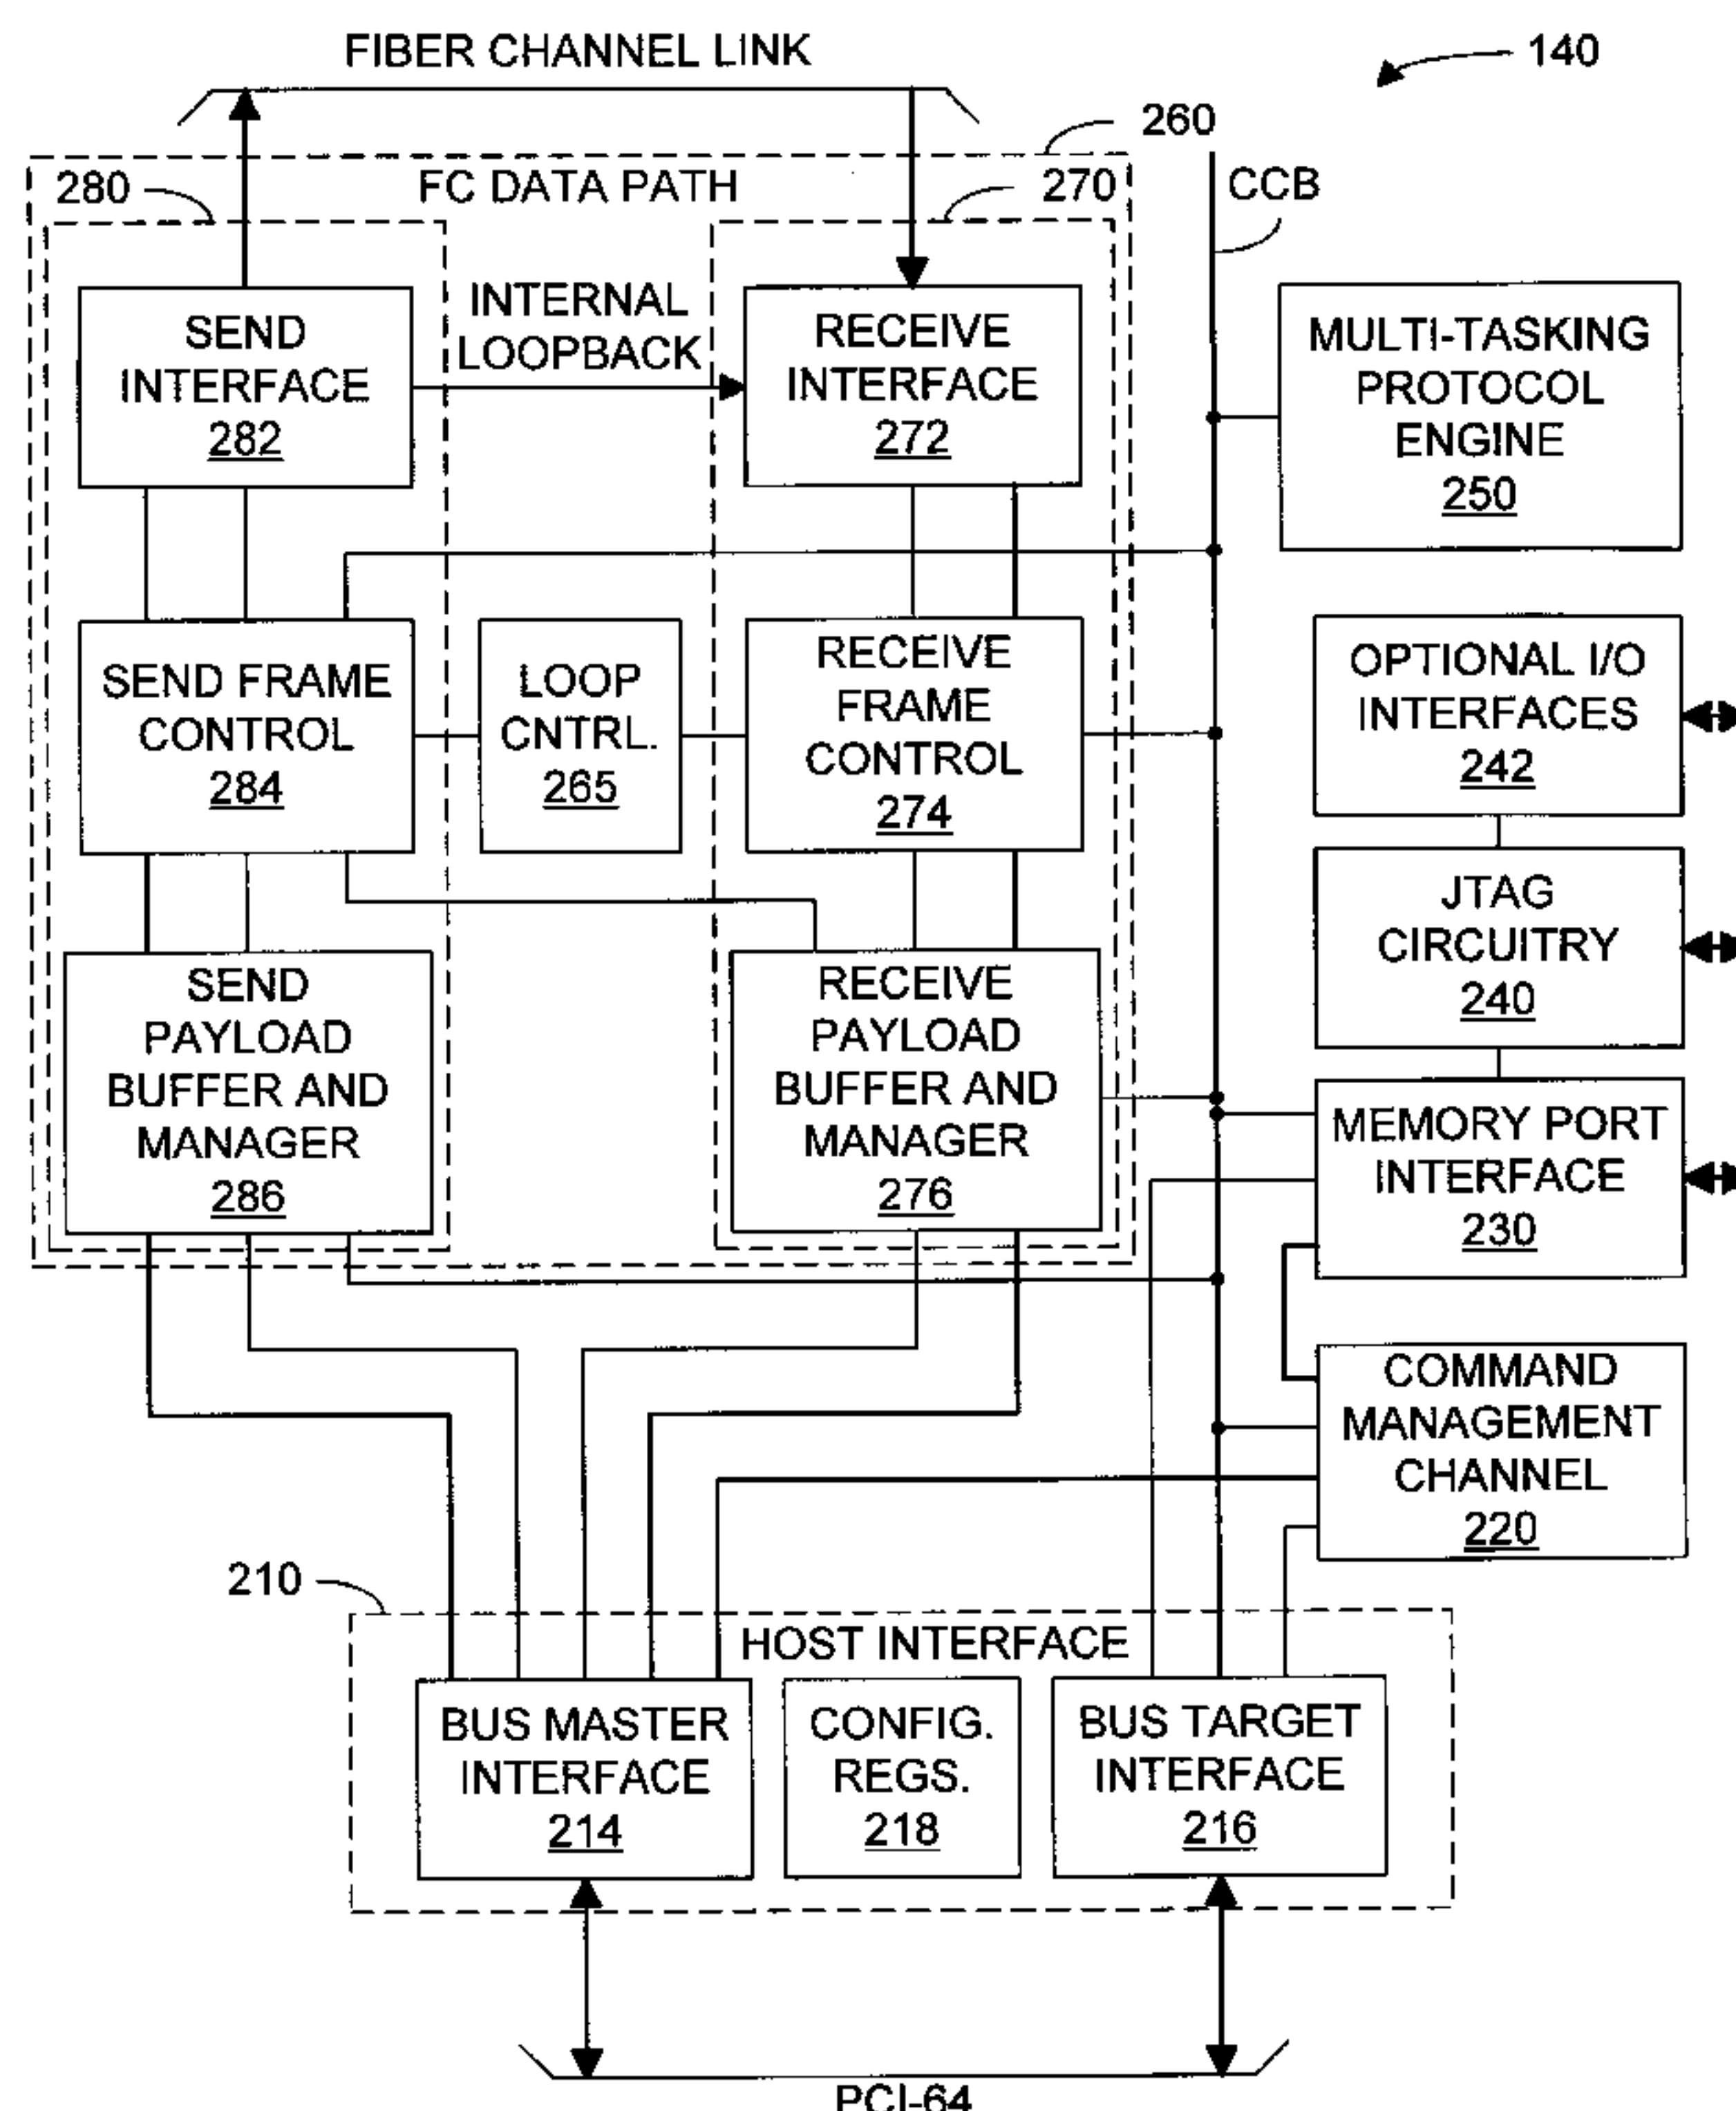 FIBER CHANNEL LINK
140
260
280
FC DATA PATH
270
CCB
SEND
INTERFACE
282
INTERNAL
LOOPBACK
RECEIVE
INTERFACE
272
MULTI-TASKING
PROTOCOL
ENGINE
250
SEND FRAME
CONTROL
284
LOOP
CNTRL.
265
RECEIVE
FRAME
CONTROL
274
OPTIONAL I/O
INTERFACES
242
JTAG
CIRCUITRY
240
SEND
PAYLOAD
BUFFER AND
MANAGER
286
RECEIVE
PAYLOAD
BUFFER AND
MANAGER
276
MEMORY PORT
INTERFACE
230
COMMAND
MANAGEMENT
CHANNEL
220
210
HOST INTERFACE
BUS MASTER
INTERFACE
214
CONFIG.
REGS.
218
BUS TARGET
INTERFACE
216
PCI-64